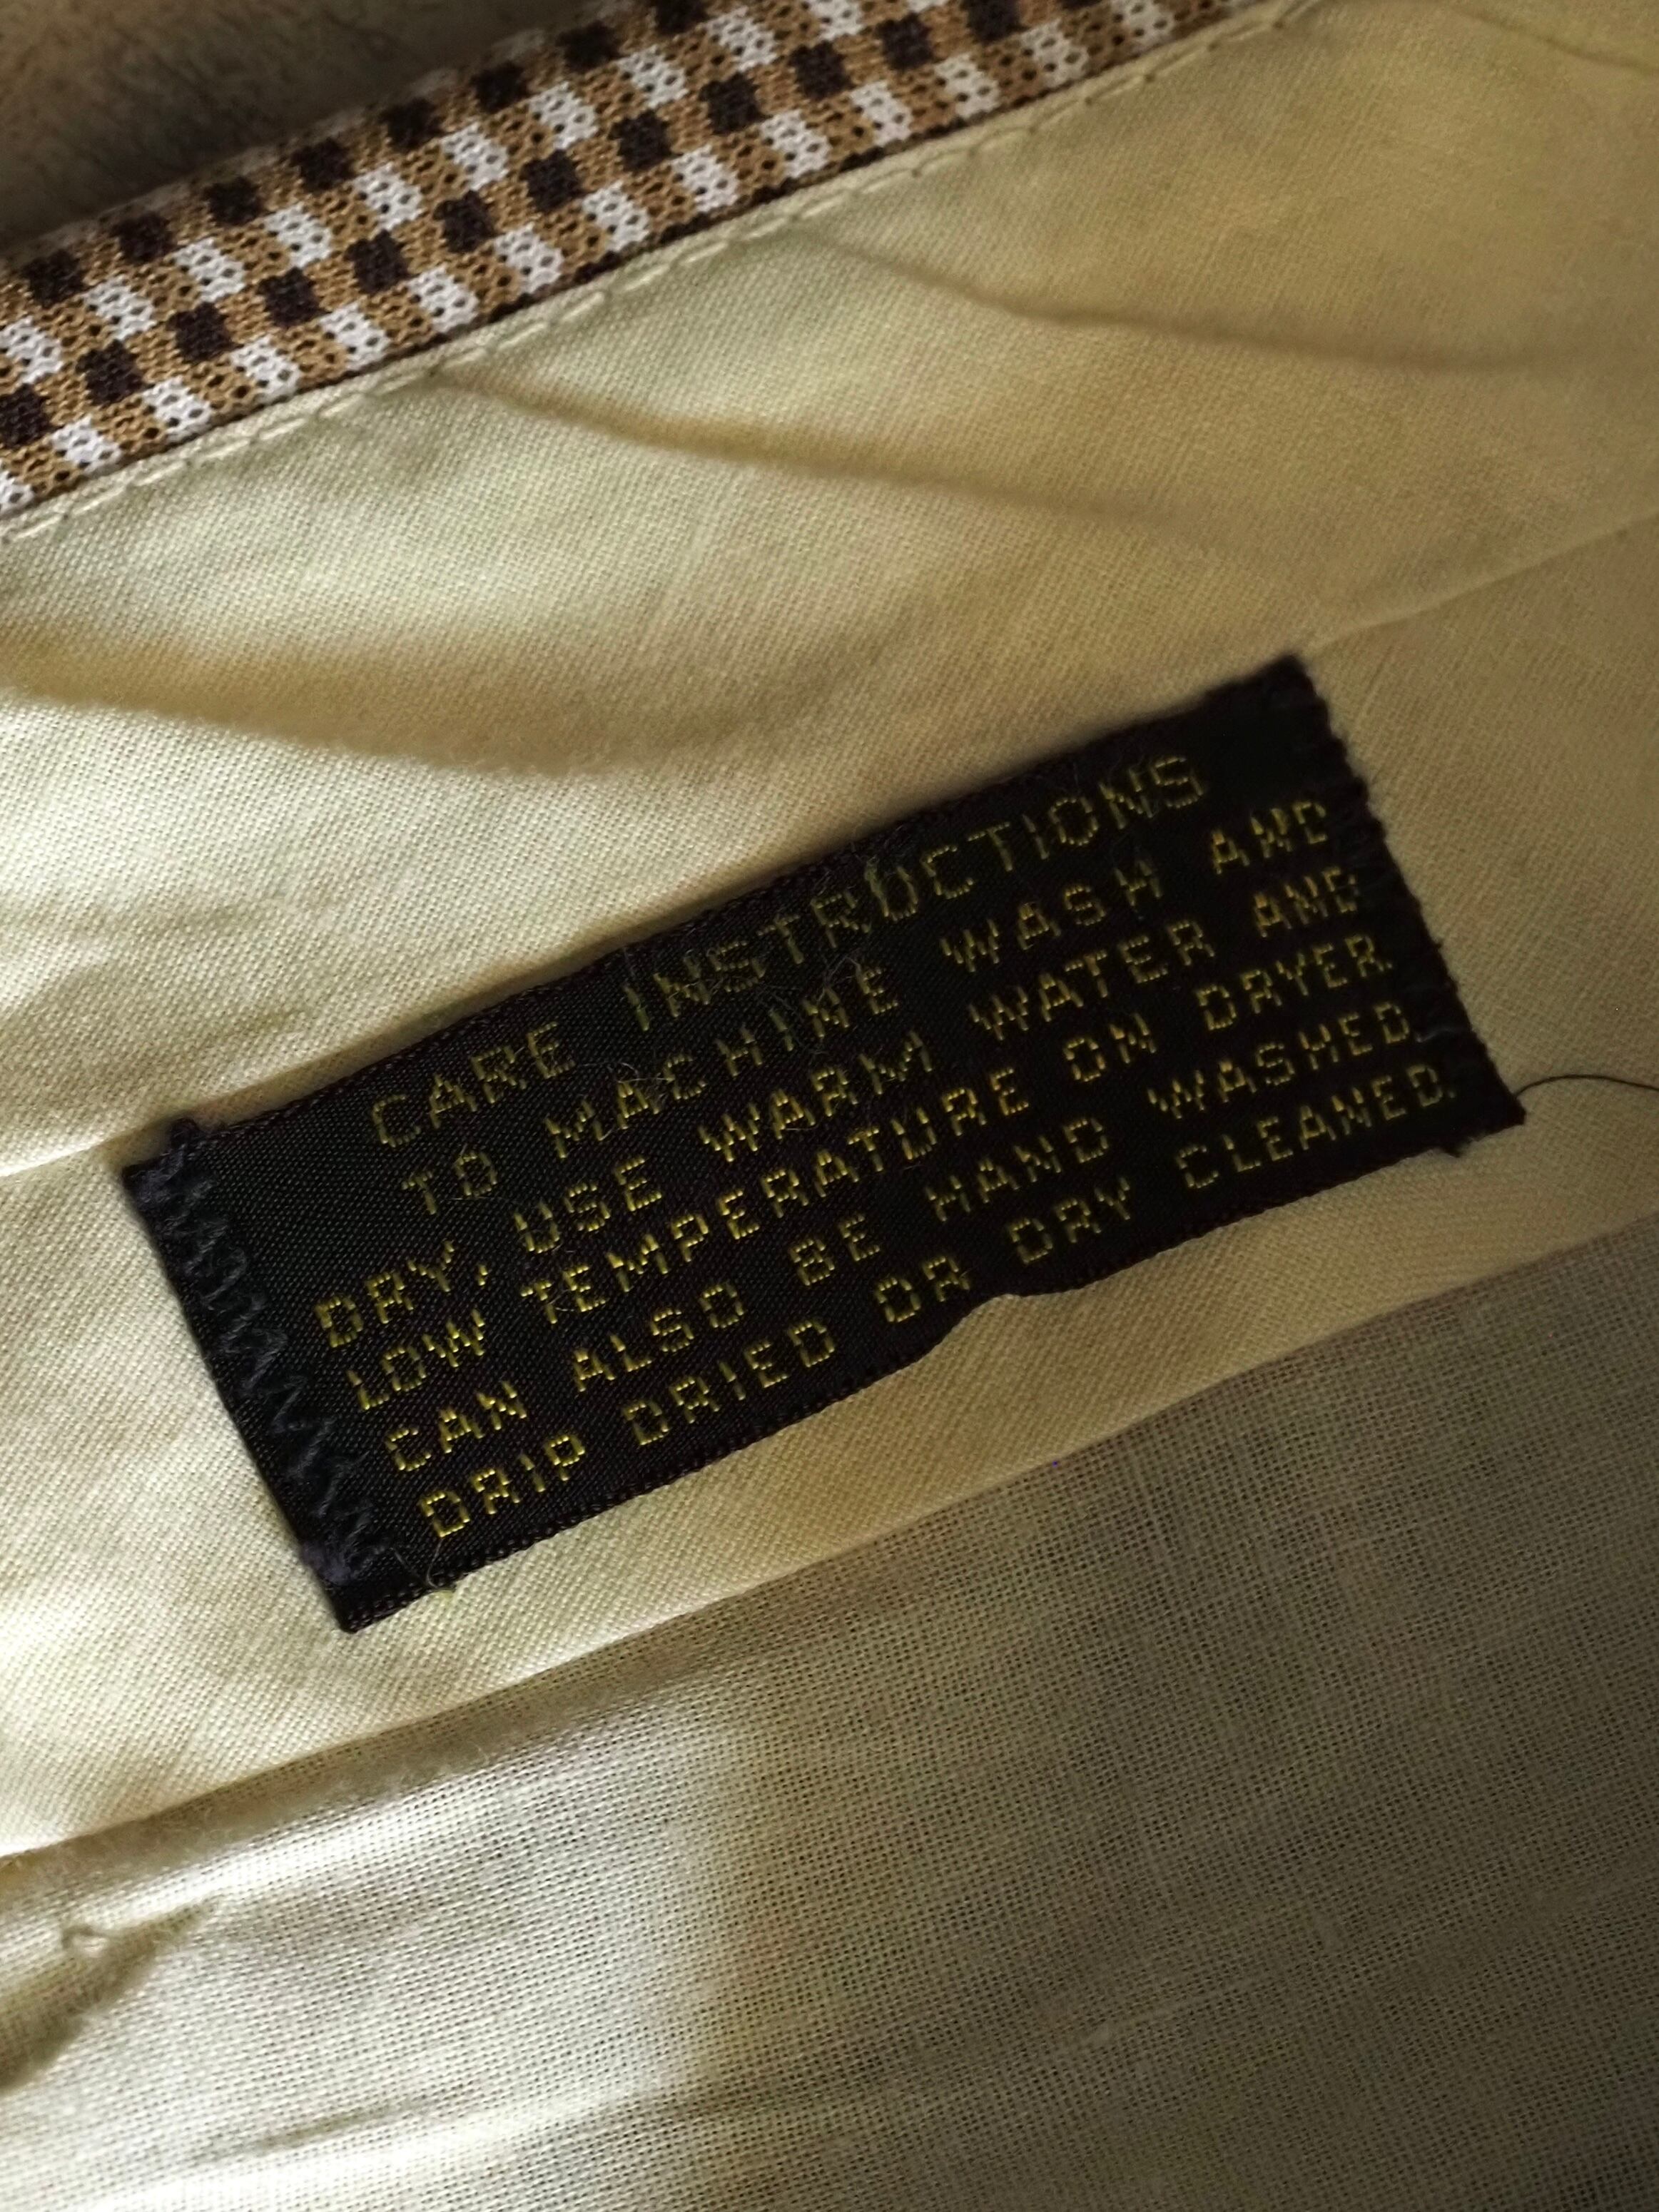 CARE INSTRUCTIONS
TO MACHINE WASH AND
DRY, USE WARM WATER AND
LOW TEMPERATURE ON DRYER.
CAN ALSO BE HAND WASHED,
DRIP DRIED OR DRY CLEANED.